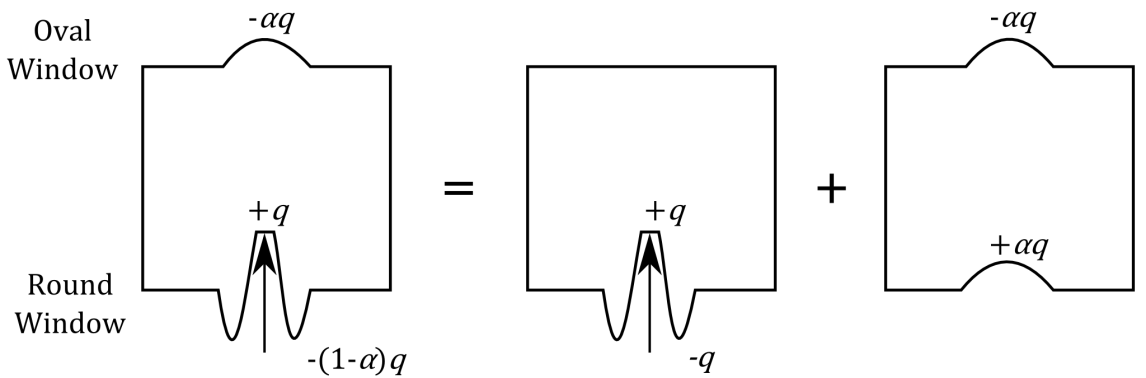 Oval
Window
-αq
-αq
=
+
+q
+q
+αq
Round
Window
-(1-α)q
-q